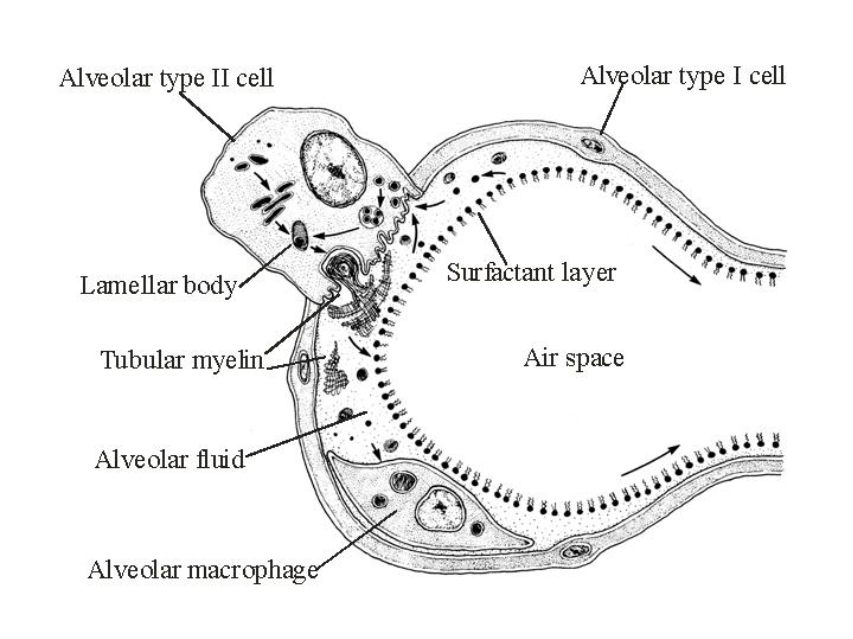 Alveolar type II cell
Alveolar type I cell
Surfactant layer
Lamellar body
Tubular myelin
Air space
Alveolar fluid
Alveolar macrophage